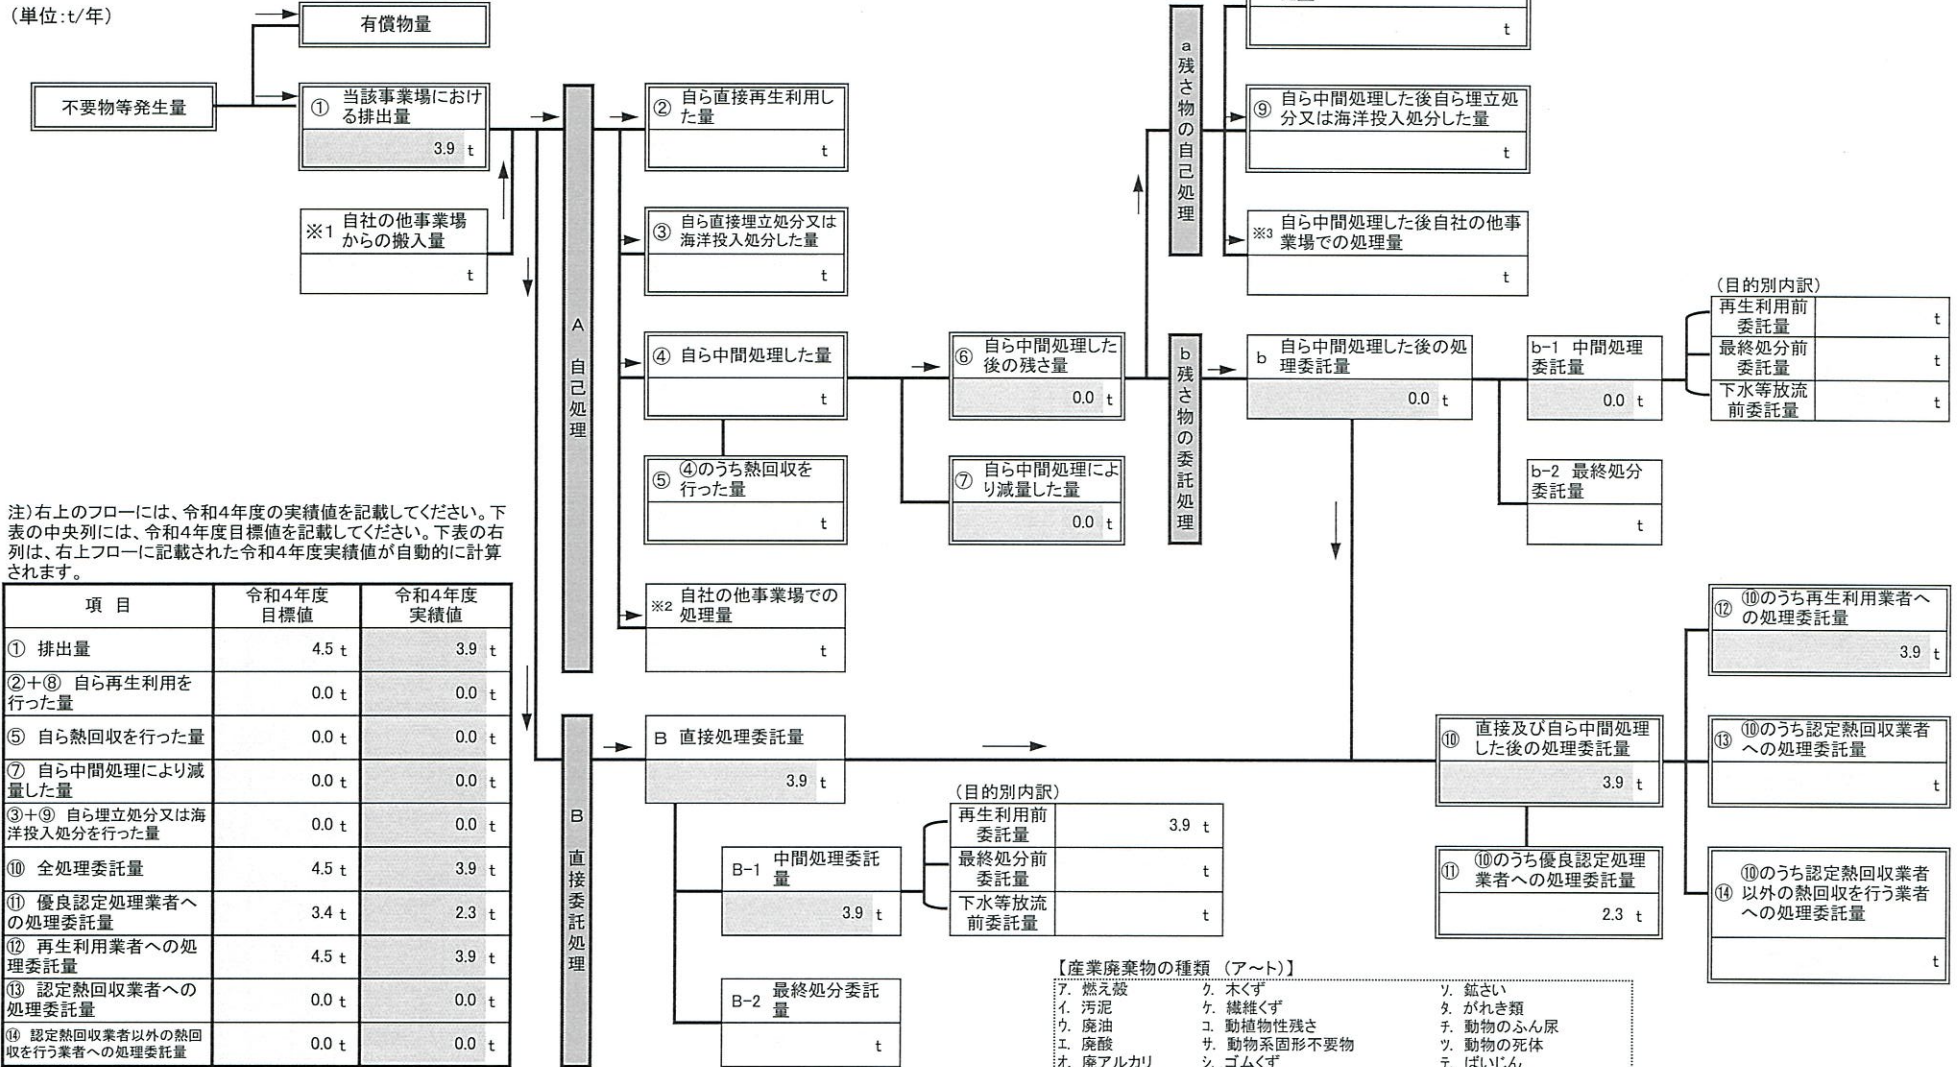 (単位:t/年)
有償物量
不要物等発生量
① 当該事業場におけ
る排出量
3.9 t
※1 自社の他事業場
からの搬入量
t
A 自己処理
② 自ら直接再生利用し
た量
t
③ 自ら直接埋立処分又は
海洋投入処分した量
t
④ 自ら中間処理した量
t
⑤ ④のうち熱回収を
行った量
t
※2 自社の他事業場での
処理量
t
⑥ 自ら中間処理した
後の残さ量
0.0 t
⑦ 自ら中間処理によ
り減量した量
0.0 t
a 残さ物の自己処理
t
⑨ 自ら中間処理した後自ら埋立処
分又は海洋投入処分した量
t
※3 自ら中間処理した後自社の他事
業場での処理量
t
b 残さ物の委託処理
b 自ら中間処理した後の処
理委託量
0.0 t
b-1 中間処理
委託量
0.0 t
b-2 最終処分
委託量
t
(目的別内訳)
再生利用前
委託量 t
最終処分前
委託量 t
下水等放流
前委託量 t
注)右上のフローには、令和4年度の実績値を記載してください。下
表の中央列には、令和4年度目標値を記載してください。下表の右
列は、右上フローに記載された令和4年度実績値が自動的に計算
されます。
項 目 令和4年度
目標値 令和4年度
実績値
① 排出量 4.5 t 3.9 t
②+⑧ 自ら再生利用を
行った量 0.0 t 0.0 t
⑤ 自ら熱回収を行った量 0.0 t 0.0 t
⑦ 自ら中間処理により減
量した量 0.0 t 0.0 t
③+⑨ 自ら埋立処分又は海
洋投入処分を行った量 0.0 t 0.0 t
⑩ 全処理委託量 4.5 t 3.9 t
⑪ 優良認定処理業者へ
の処理委託量 3.4 t 2.3 t
⑫ 再生利用業者への処
理委託量 4.5 t 3.9 t
⑬ 認定熱回収業者への
処理委託量 0.0 t 0.0 t
⑭ 認定熱回収業者以外の熱回
収を行う業者への処理委託量 0.0 t 0.0 t
B 直接委託処理
B 直接処理委託量
3.9 t
B-1 中間処理委託
量
3.9 t
B-2 最終処分委託
量
t
(目的別内訳)
再生利用前
委託量 3.9 t
最終処分前
委託量 t
下水等放流
前委託量 t
⑩ 直接及び自ら中間処理
した後の処理委託量
3.9 t
⑪ ⑩のうち優良認定処理
業者への処理委託量
2.3 t
⑫ ⑩のうち再生利用業者へ
の処理委託量
3.9 t
⑬ ⑩のうち認定熱回収業者
への処理委託量
t
⑭ ⑩のうち認定熱回収業者
以外の熱回収を行う業者
への処理委託量
t
【産業廃棄物の種類 (ア~ト)】
ア. 燃え殻 ク. 木くず ソ. 鉱さい
イ. 汚泥 ケ. 繊維くず タ. がれき類
ウ. 廃油 コ. 動植物性残さ チ. 動物のふん尿
エ. 廃酸 サ. 動物系固形不要物 ツ. 動物の死体
オ. 廃アルカリ シ. ゴムくず テ. ばいじん